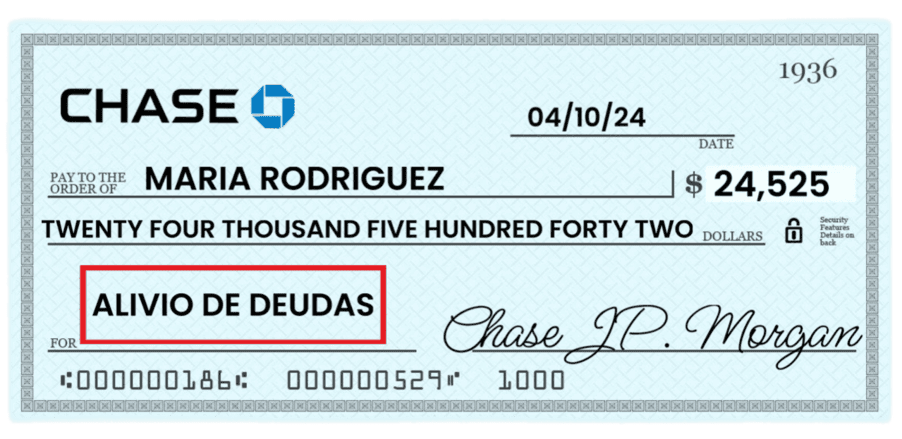 1936
CHASE
04/10/24
DATE
PAY TO THE
ORDER OF
MARIA RODRIGUEZ
$ 24,525
TWENTY FOUR THOUSAND FIVE HUNDRED FORTY TWO DOLLARS
Security
Features
Details on
back
ALIVIO DE DEUDAS
FOR
Chase J.P. Morgan
⑆000000186⑆ 000000529⑈ 1000